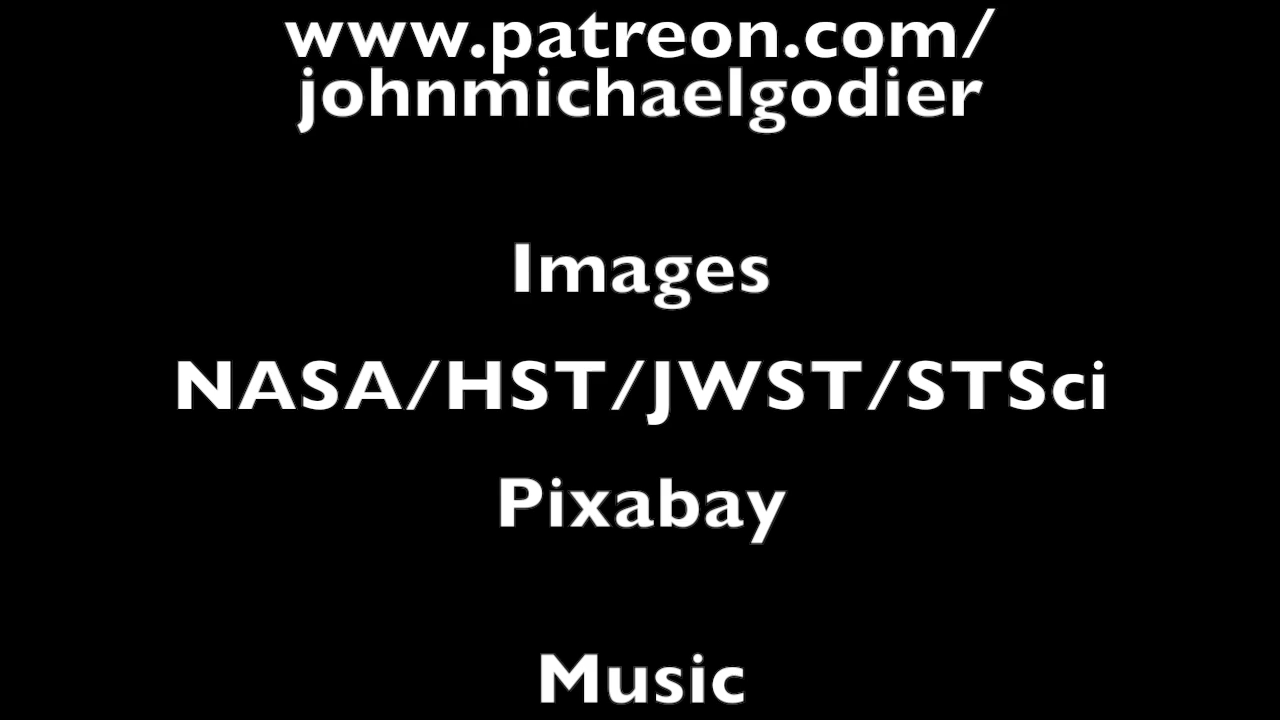 www.patreon.com/
johnmichaelgodier
Images
NASA/HST/JWST/STSci
Pixabay
Music